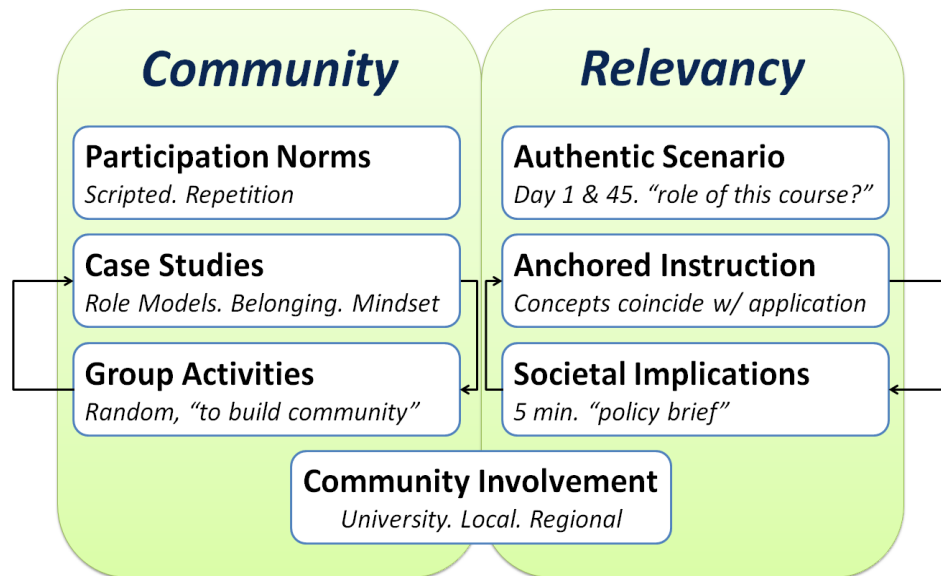 Community
Participation Norms
Scripted. Repetition
Case Studies
Role Models. Belonging. Mindset
Group Activities
Random, “to build community”
Relevancy
Authentic Scenario
Day 1 & 45. “role of this course?”
Anchored Instruction
Concepts coincide w/ application
Societal Implications
5 min. “policy brief”
Community Involvement
University. Local. Regional